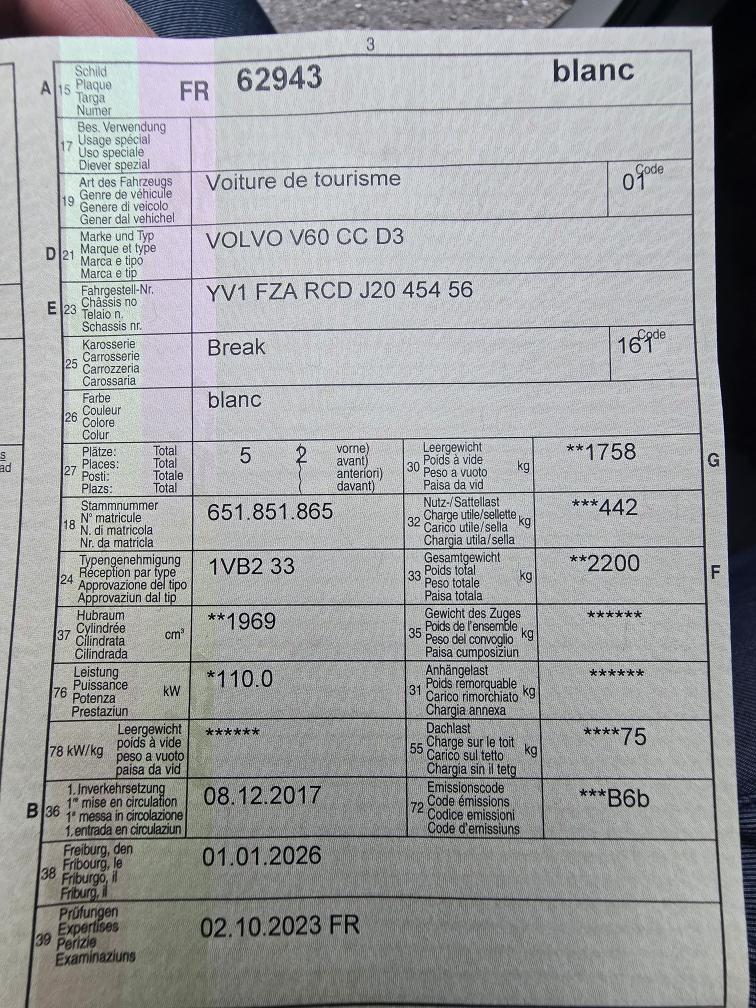 3
A 15 Schild Plaque Targa Numer FR 62943 blanc
17 Bes. Verwendung Usage spécial Uso speciale Diever spezial
19 Art des Fahrzeugs Genre de véhicule Genere di veicolo Gener dal vehichel Voiture de tourisme Code 01
D 21 Marke und Typ Marque et type Marca e tipo Marca e tip VOLVO V60 CC D3
E 23 Fahrgestell-Nr. Châssis no Telaio n. Schassis nr. YV1 FZA RCD J20 454 56
25 Karosserie Carrosserie Carrozzeria Carossaria Break Code 161
26 Farbe Couleur Colore Colur blanc
27 Plätze: Total Places: Total Posti: Totale Plazs: Total 5 2 vorne) avant) anteriori) davant) 30 Leergewicht Poids à vide Peso a vuoto Paisa da vid kg **1758 G
18 Stammnummer N° matricule N. di matricola Nr. da matricla 651.851.865 32 Nutz-/Sattellast Charge utile/sellette Carico utile/sella Chargia utila/sella kg ***442
24 Typengenehmigung Réception par type Approvazione del tipo Approvaziun dal tip 1VB2 33 33 Gesamtgewicht Poids total Peso totale Paisa totala kg **2200 F
37 Hubraum Cylindrée Cilindrata Cilindrada cm³ **1969 35 Gewicht des Zuges Poids de l'ensemble Peso del convoglio Paisa cumposiziun kg ******
76 Leistung Puissance Potenza Prestaziun kW *110.0 31 Anhängelast Poids remorquable Carico rimorchiato Chargia annexa kg ******
78 kW/kg Leergewicht poids à vide peso a vuoto paisa da vid ****** 55 Dachlast Charge sur le toit Carico sul tetto Chargia sin il tetg kg ****75
B 36 1. Inverkehrsetzung 1re mise en circulation 1a messa in circolazione 1. entrada en circulaziun 08.12.2017 72 Emissionscode Code émissions Codice emissioni Code d'emissiuns ***B6b
38 Freiburg, den Fribourg, le Friburgo, il Friburg, il 01.01.2026
39 Prüfungen Expertises Perizie Examinaziuns 02.10.2023 FR